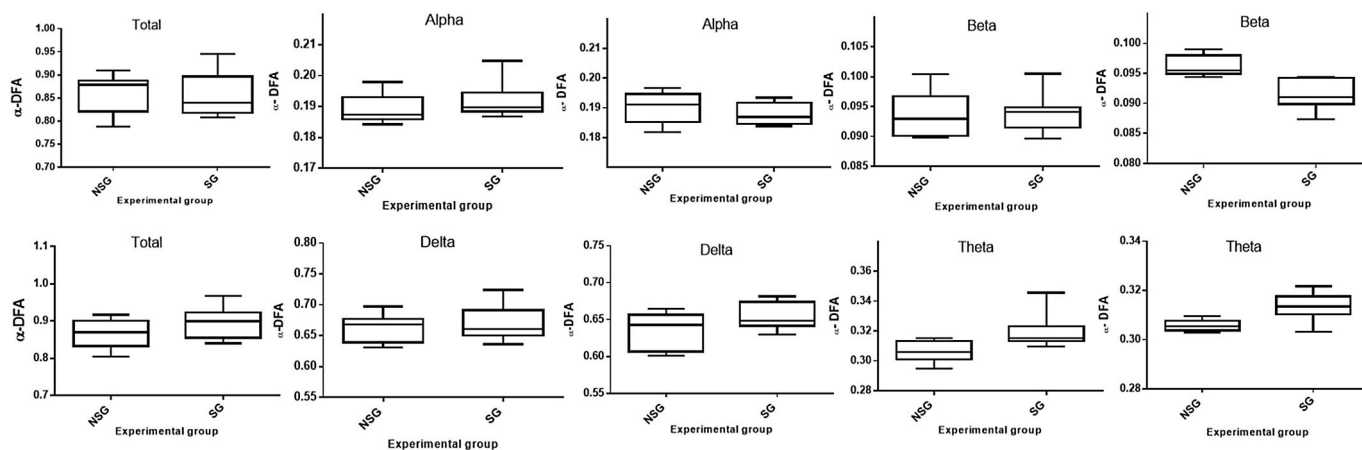 Total
α-DFA
1.00
0.95
0.90
0.85
0.80
0.75
0.70
NSG
SG
Experimental group
Alpha
α- DFA
0.21
0.20
0.19
0.18
0.17
NSG
SG
Experimental group
Alpha
α- DFA
0.21
0.20
0.19
0.18
NSG
SG
Experimental group
Beta
α- DFA
0.105
0.100
0.095
0.090
0.085
NSG
SG
Experimental group
Beta
α- DFA
0.100
0.095
0.090
0.085
0.080
NSG
SG
Experimental group
Total
α-DFA
1.1
1.0
0.9
0.8
0.7
NSG
SG
Experimental group
Delta
α-DFA
0.80
0.75
0.70
0.65
0.60
0.55
NSG
SG
Experimental group
Delta
α-DFA
0.75
0.70
0.65
0.60
0.55
NSG
SG
Experimental group
Theta
α- DFA
0.36
0.34
0.32
0.30
0.28
NSG
SG
Experimental group
Theta
α- DFA
0.34
0.32
0.30
0.28
NSG
SG
Experimental group